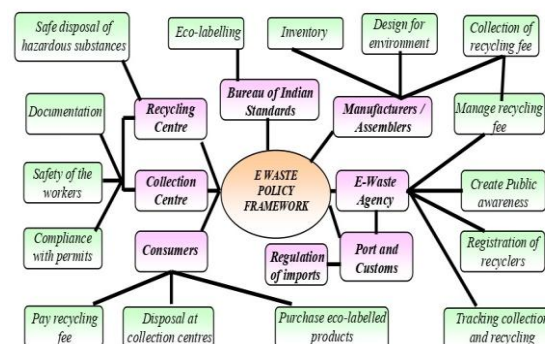 Safe disposal of
hazardous substances
Eco-labelling
Inventory
Design for
environment
Collection of
recycling fee
Documentation
Recycling
Centre
Bureau of Indian
Standards
Manufacturers /
Assemblers
Manage recycling
fee
Safety of the
workers
Collection
Centre
E WASTE
POLICY
FRAMEWORK
E-Waste
Agency
Create Public
awareness
Compliance
with permits
Consumers
Regulation
of imports
Port and
Customs
Registration of
recyclers
Pay recycling
fee
Disposal at
collection centres
Purchase eco-labelled
products
Tracking collection
and recycling